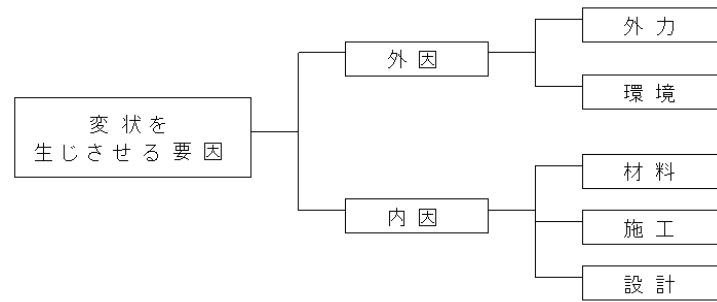 変状を
生じさせる要因
外因
外力
環境
内因
材料
施工
設計